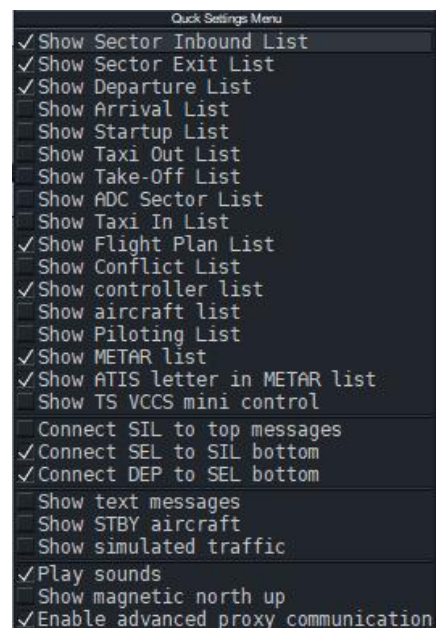 Quck Settings Menu
Show Sector Inbound List
Show Sector Exit List
Show Departure List
Show Arrival List
Show Startup List
Show Taxi Out List
Show Take-Off List
Show ADC Sector List
Show Taxi In List
Show Flight Plan List
Show Conflict List
Show controller list
Show aircraft list
Show Piloting List
Show METAR list
Show ATIS letter in METAR list
Show TS VCCS mini control
Connect SIL to top messages
Connect SEL to SIL bottom
Connect DEP to SEL bottom
Show text messages
Show STBY aircraft
Show simulated traffic
Play sounds
Show magnetic north up
Enable advanced proxy communication